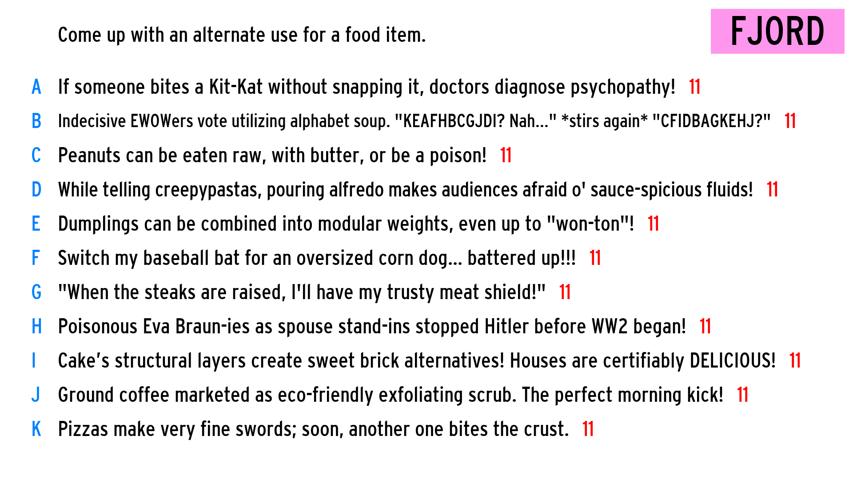 Come up with an alternate use for a food item.
FJORD
A If someone bites a Kit-Kat without snapping it, doctors diagnose psychopathy! 11
B Indecisive EWOWers vote utilizing alphabet soup. "KEAFHBCGJDI? Nah..." *stirs again* "CFIDBAGKEHJ?" 11
C Peanuts can be eaten raw, with butter, or be a poison! 11
D While telling creepypastas, pouring alfredo makes audiences afraid o' sauce-spicious fluids! 11
E Dumplings can be combined into modular weights, even up to "won-ton"! 11
F Switch my baseball bat for an oversized corn dog... battered up!!! 11
G "When the steaks are raised, I'll have my trusty meat shield!" 11
H Poisonous Eva Braun-ies as spouse stand-ins stopped Hitler before WW2 began! 11
I Cake's structural layers create sweet brick alternatives! Houses are certifiably DELICIOUS! 11
J Ground coffee marketed as eco-friendly exfoliating scrub. The perfect morning kick! 11
K Pizzas make very fine swords; soon, another one bites the crust. 11